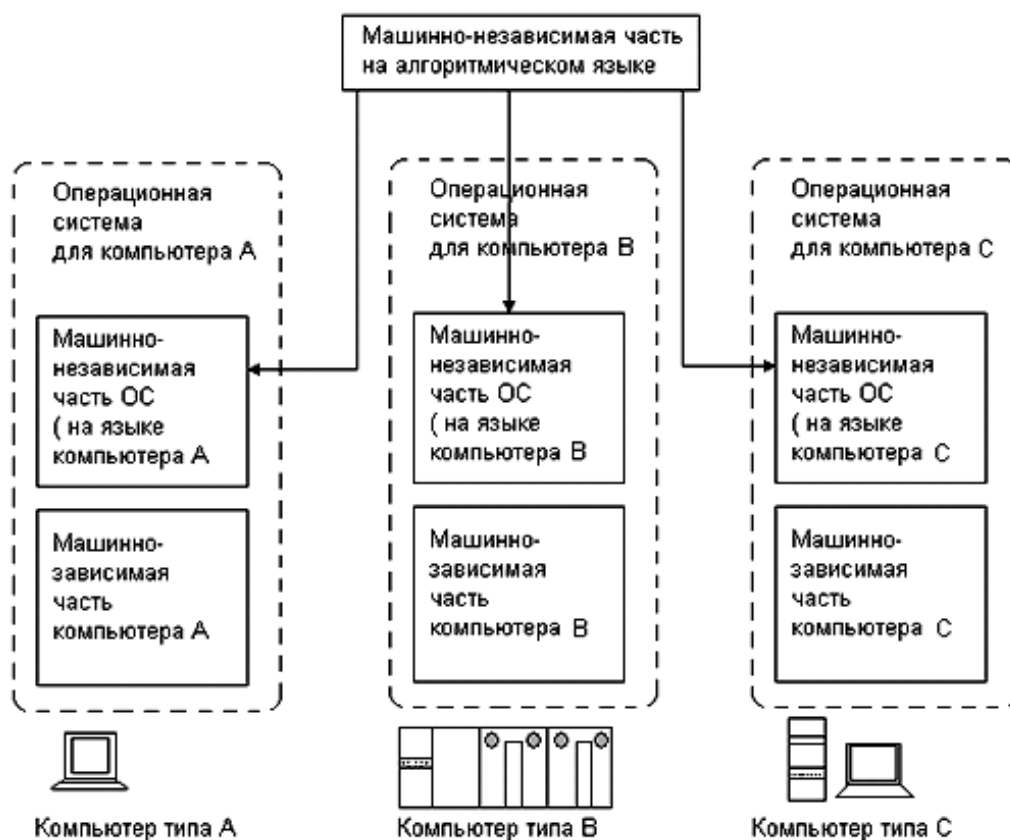 Машинно-независимая часть
на алгоритмическом языке
Операционная
система
для компьютера А
Машинно-
независимая
часть ОС
( на языке
компьютера А
Машинно-
зависимая
часть
компьютера А
Компьютер типа А
Операционная
система
для компьютера В
Машинно-
независимая
часть ОС
( на языке
компьютера В
Машинно-
зависимая
часть
компьютера В
Компьютер типа В
Операционная
система
для компьютера С
Машинно-
независимая
часть ОС
( на языке
компьютера С
Машинно-
зависимая
часть
компьютера С
Компьютер типа С